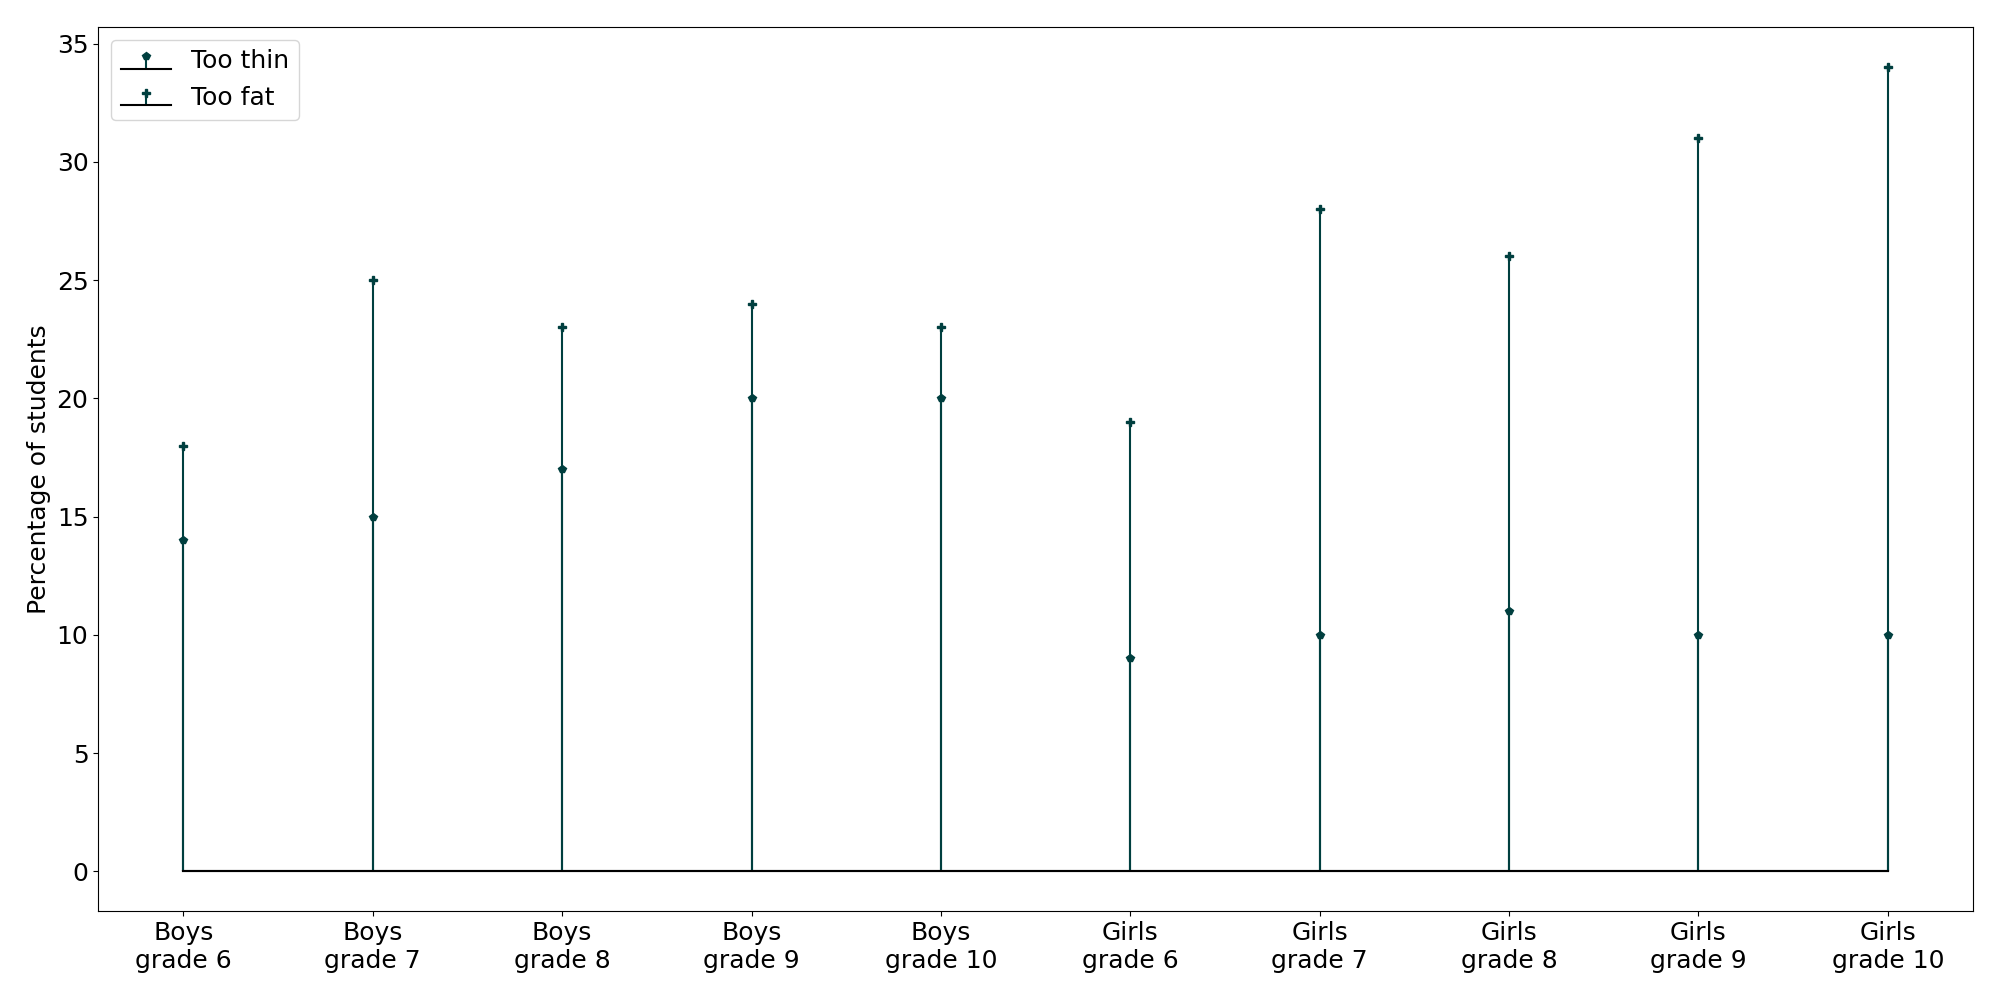 Too thin
Too fat
Percentage of students
35
30
25
20
15
10
5
0
Boys
grade 6
Boys
grade 7
Boys
grade 8
Boys
grade 9
Boys
grade 10
Girls
grade 6
Girls
grade 7
Girls
grade 8
Girls
grade 9
Girls
grade 10